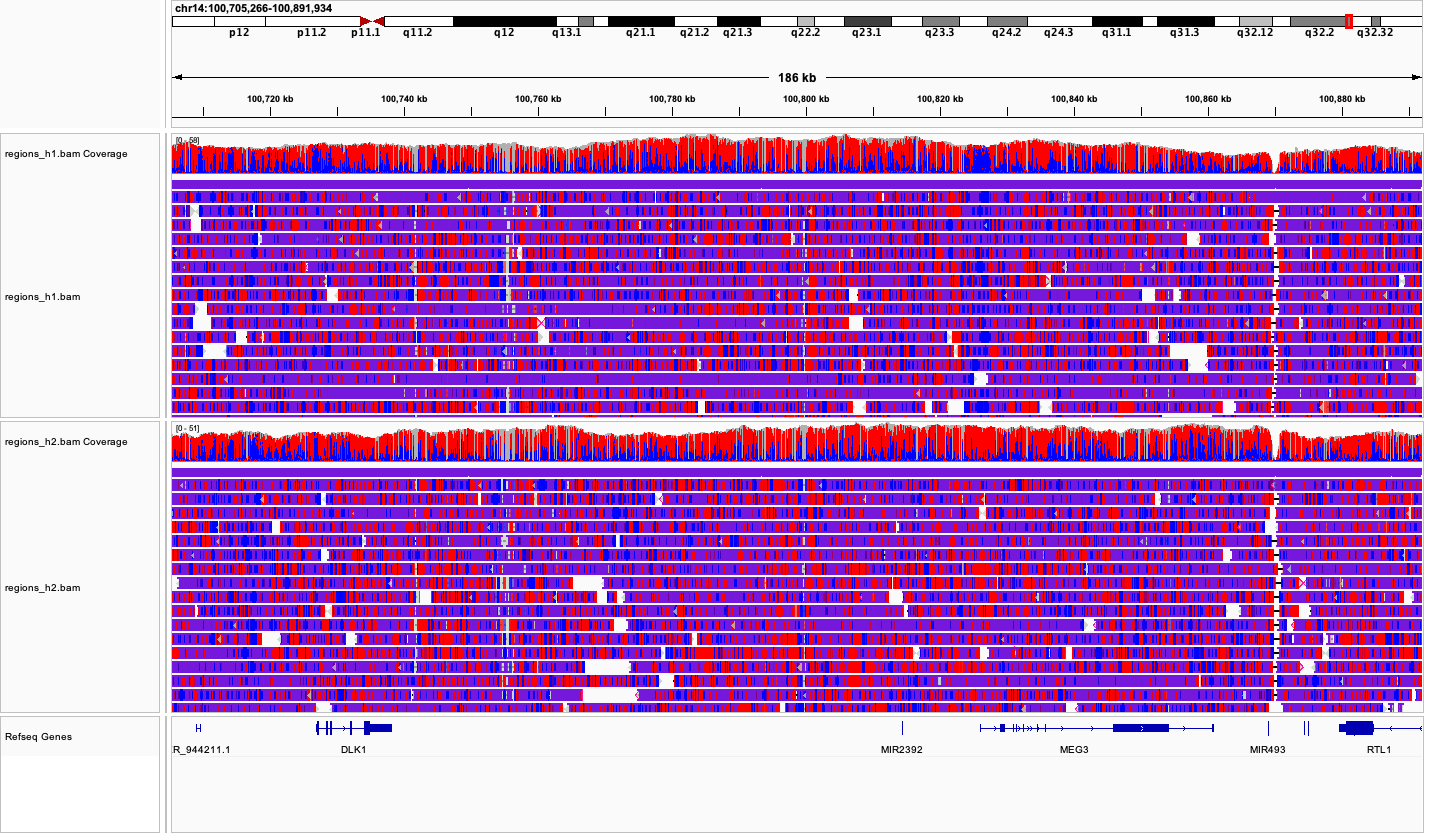 chr14:100,705,266-100,891,934
p12 p11.2 p11.1 q11.2 q12 q13.1 q21.1 q21.2 q21.3 q22.2 q23.1 q23.3 q24.2 q24.3 q31.1 q31.3 q32.12 q32.2 q32.32
186 kb
100,720 kb 100,740 kb 100,760 kb 100,780 kb 100,800 kb 100,820 kb 100,840 kb 100,860 kb 100,880 kb
[0 - 58]
regions_h1.bam Coverage
regions_h1.bam
[0 - 51]
regions_h2.bam Coverage
regions_h2.bam
Refseq Genes
R_944211.1 DLK1 MIR2392 MEG3 MIR493 RTL1